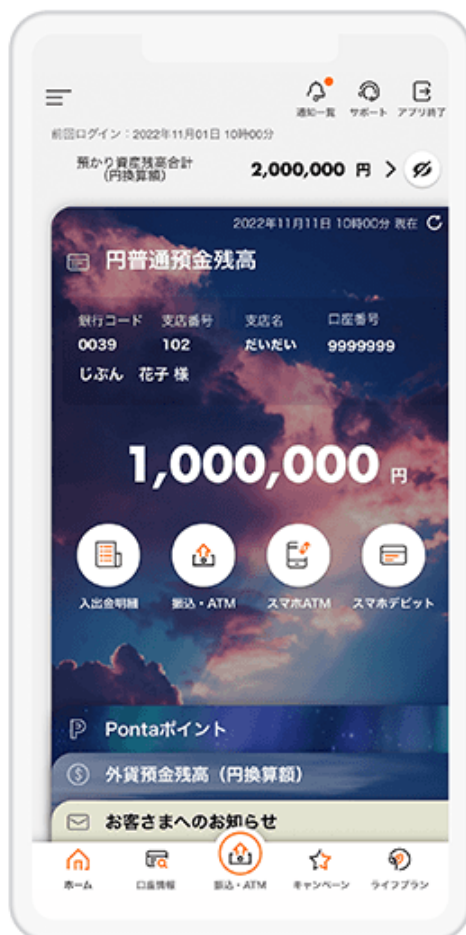 通知一覧 サポート アプリ終了
前回ログイン：2022年11月01日 10時00分
預かり資産残高合計
(円換算額)
2,000,000 円
2022年11月11日 10時00分 現在
円普通預金残高
銀行コード 支店番号 支店名 口座番号
0039 102 だいだい 9999999
じぶん 花子 様
1,000,000 円
入出金明細 振込・ATM スマホATM スマホデビット
Pontaポイント
外貨預金残高（円換算額）
お客さまへのお知らせ
ホーム 口座情報 振込・ATM キャンペーン ライフプラン